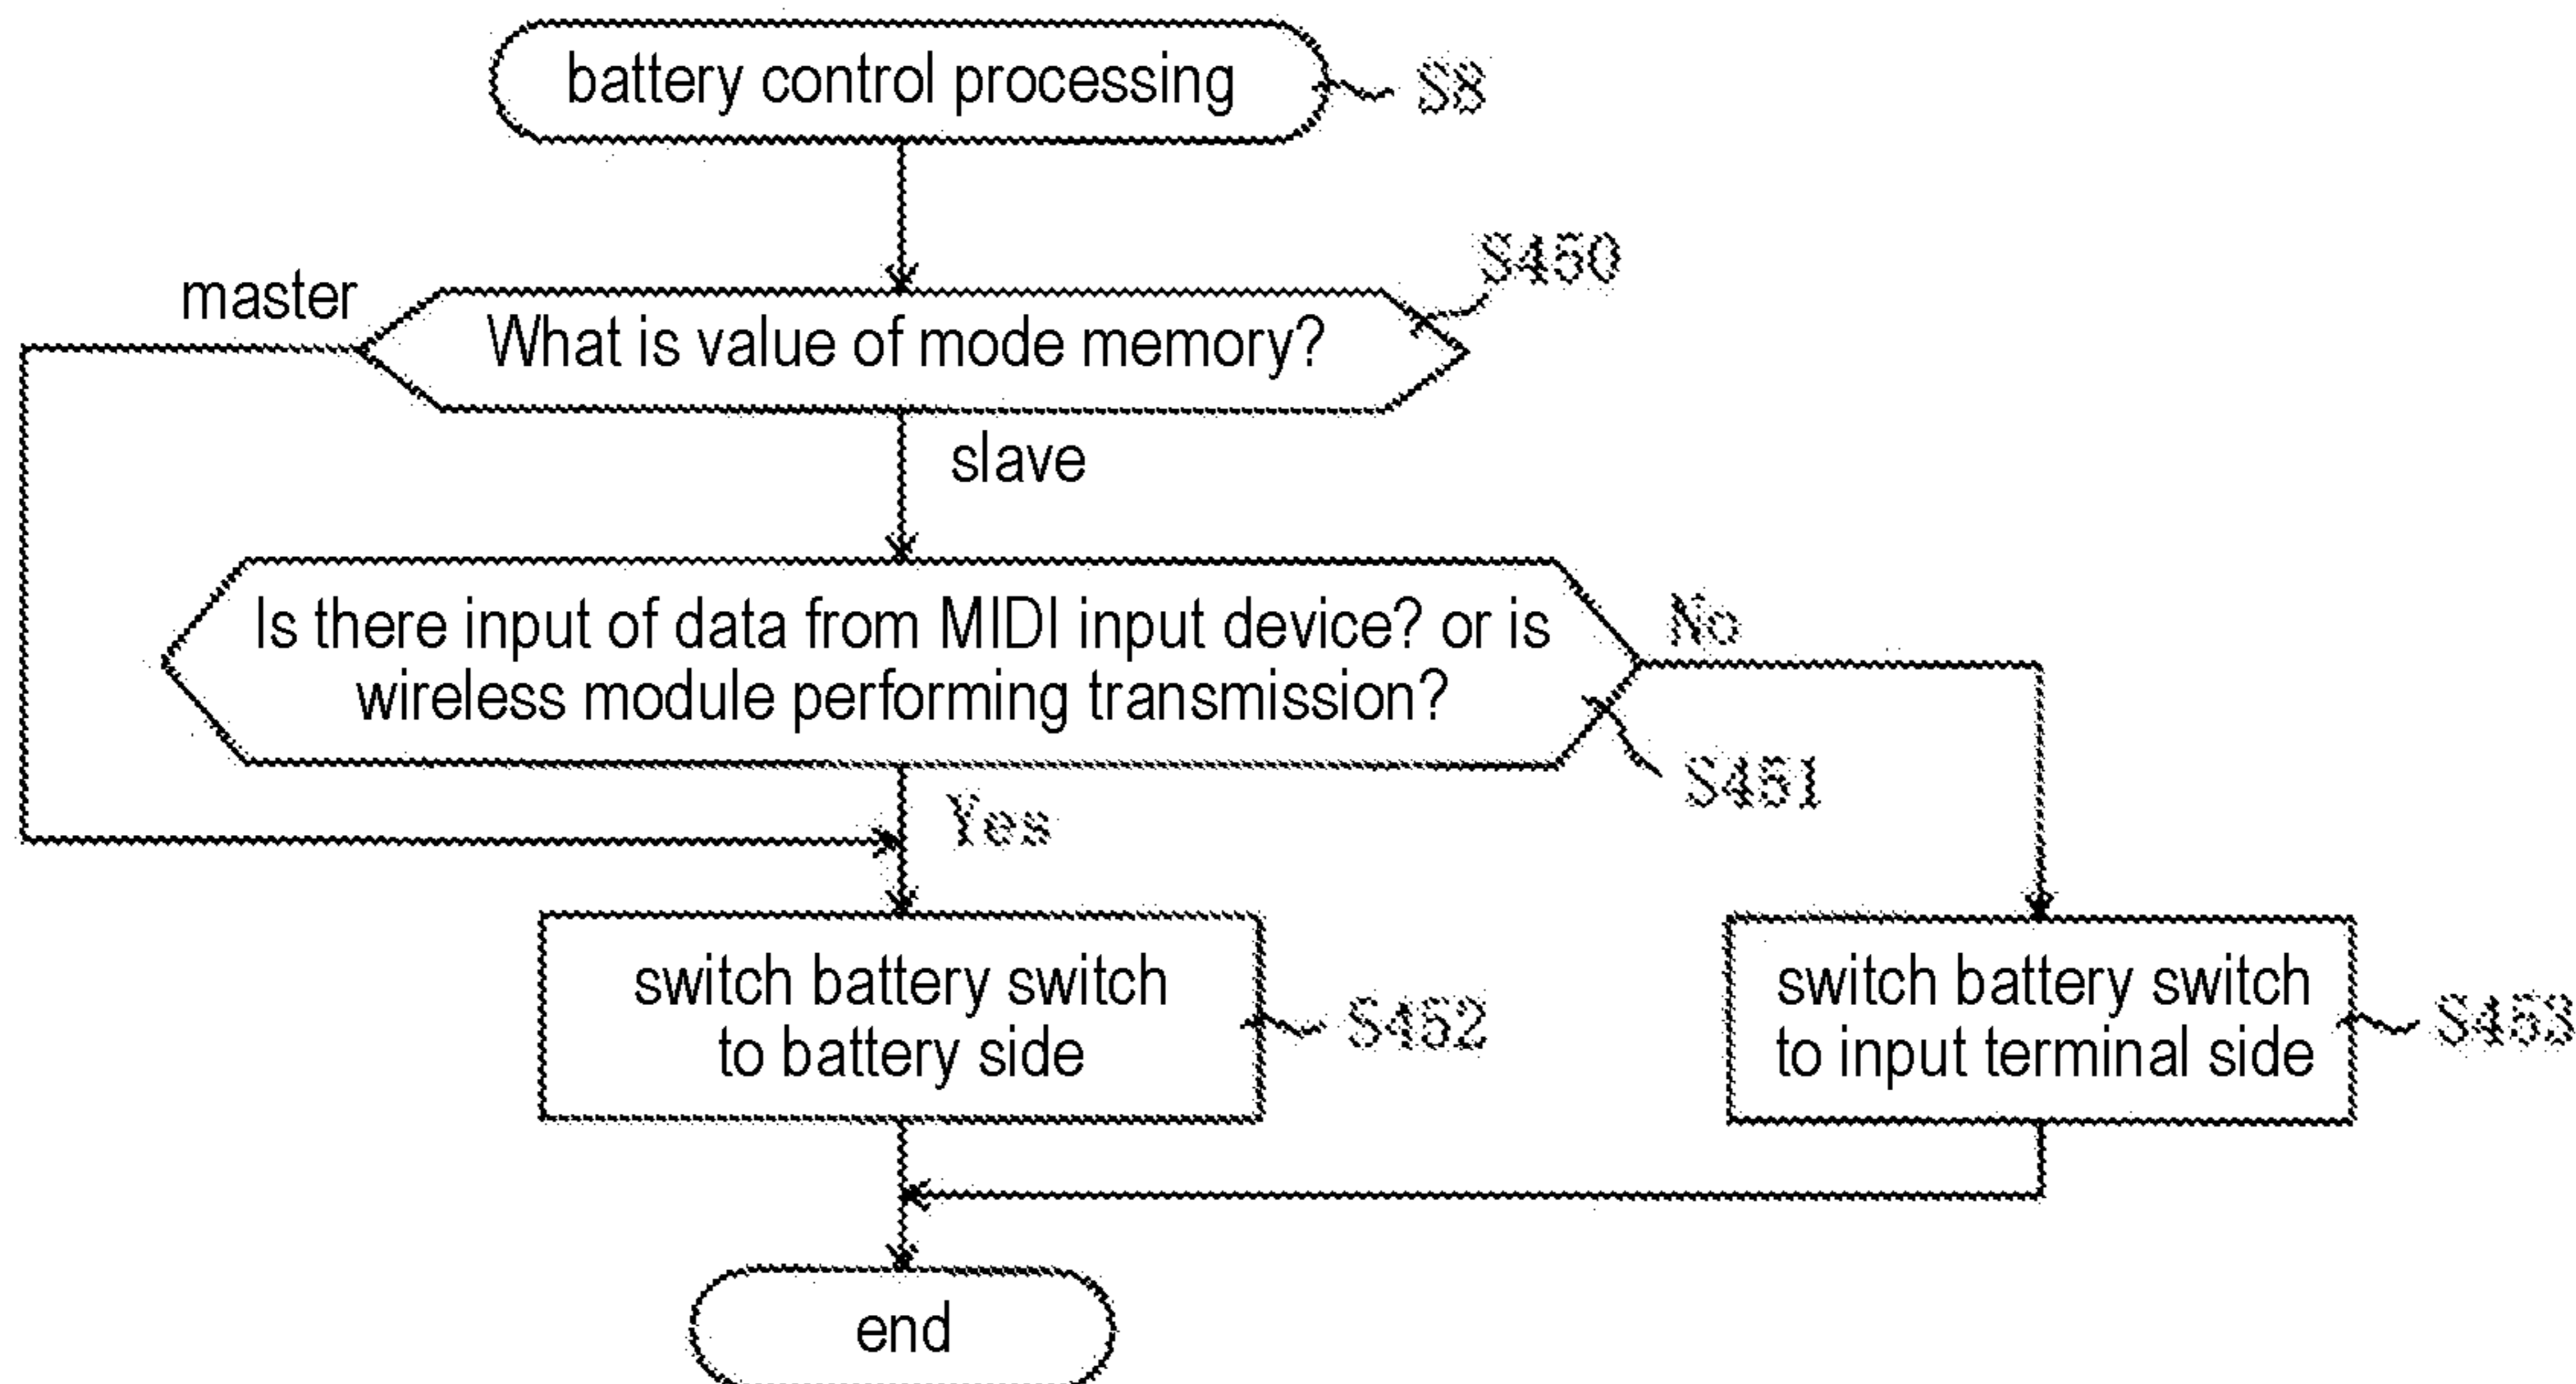 battery control processing
S8
S450
master
What is value of mode memory?
slave
Is there input of data from MIDI input device? or is
wireless module performing transmission?
No
S451
Yes
switch battery switch
to battery side
S452
switch battery switch
to input terminal side
S453
end